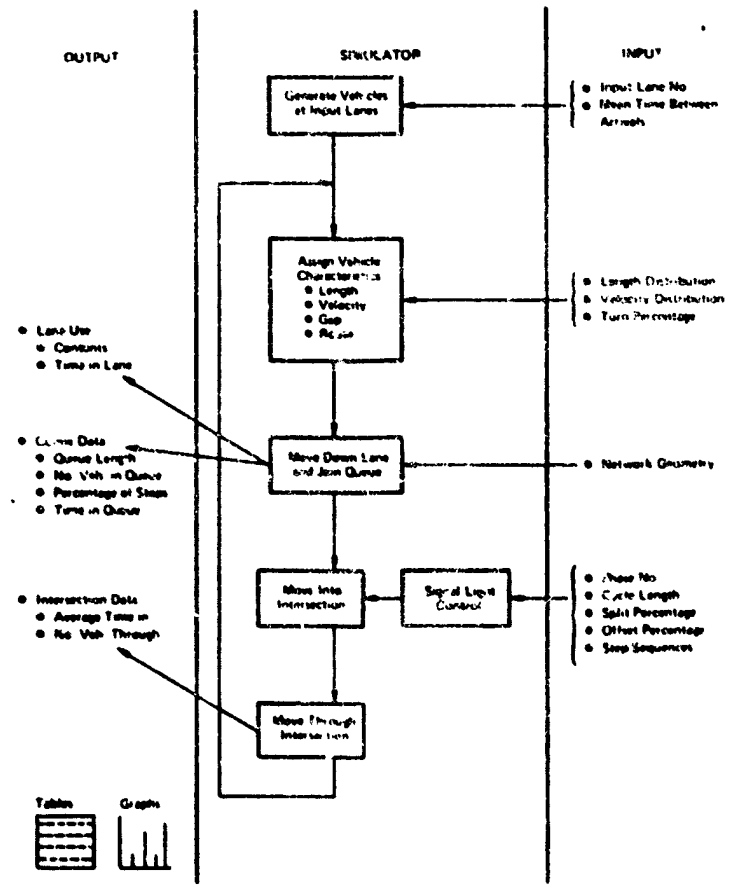 OUTPUT
SIMULATOR
INPUT
Generate Vehicles
at Input Lanes
Input Lane No
Mean Time Between
Arrivals
Assign Vehicle
Characteristics
Length
Velocity
Gap
Route
Length Distribution
Velocity Distribution
Turn Percentage
Lane Use
Contents
Time in Lane
Queue Data
Queue Length
No. Veh. in Queue
Percentage of Stops
Time in Queue
Move Down Lane
and Join Queue
Network Geometry
Move Into
Intersection
Signal Light
Control
Phase No
Cycle Length
Split Percentage
Offset Percentage
Step Sequences
Intersection Data
Average Time in
No. Veh. Through
Move Through
Intersection
Tables
Graphs